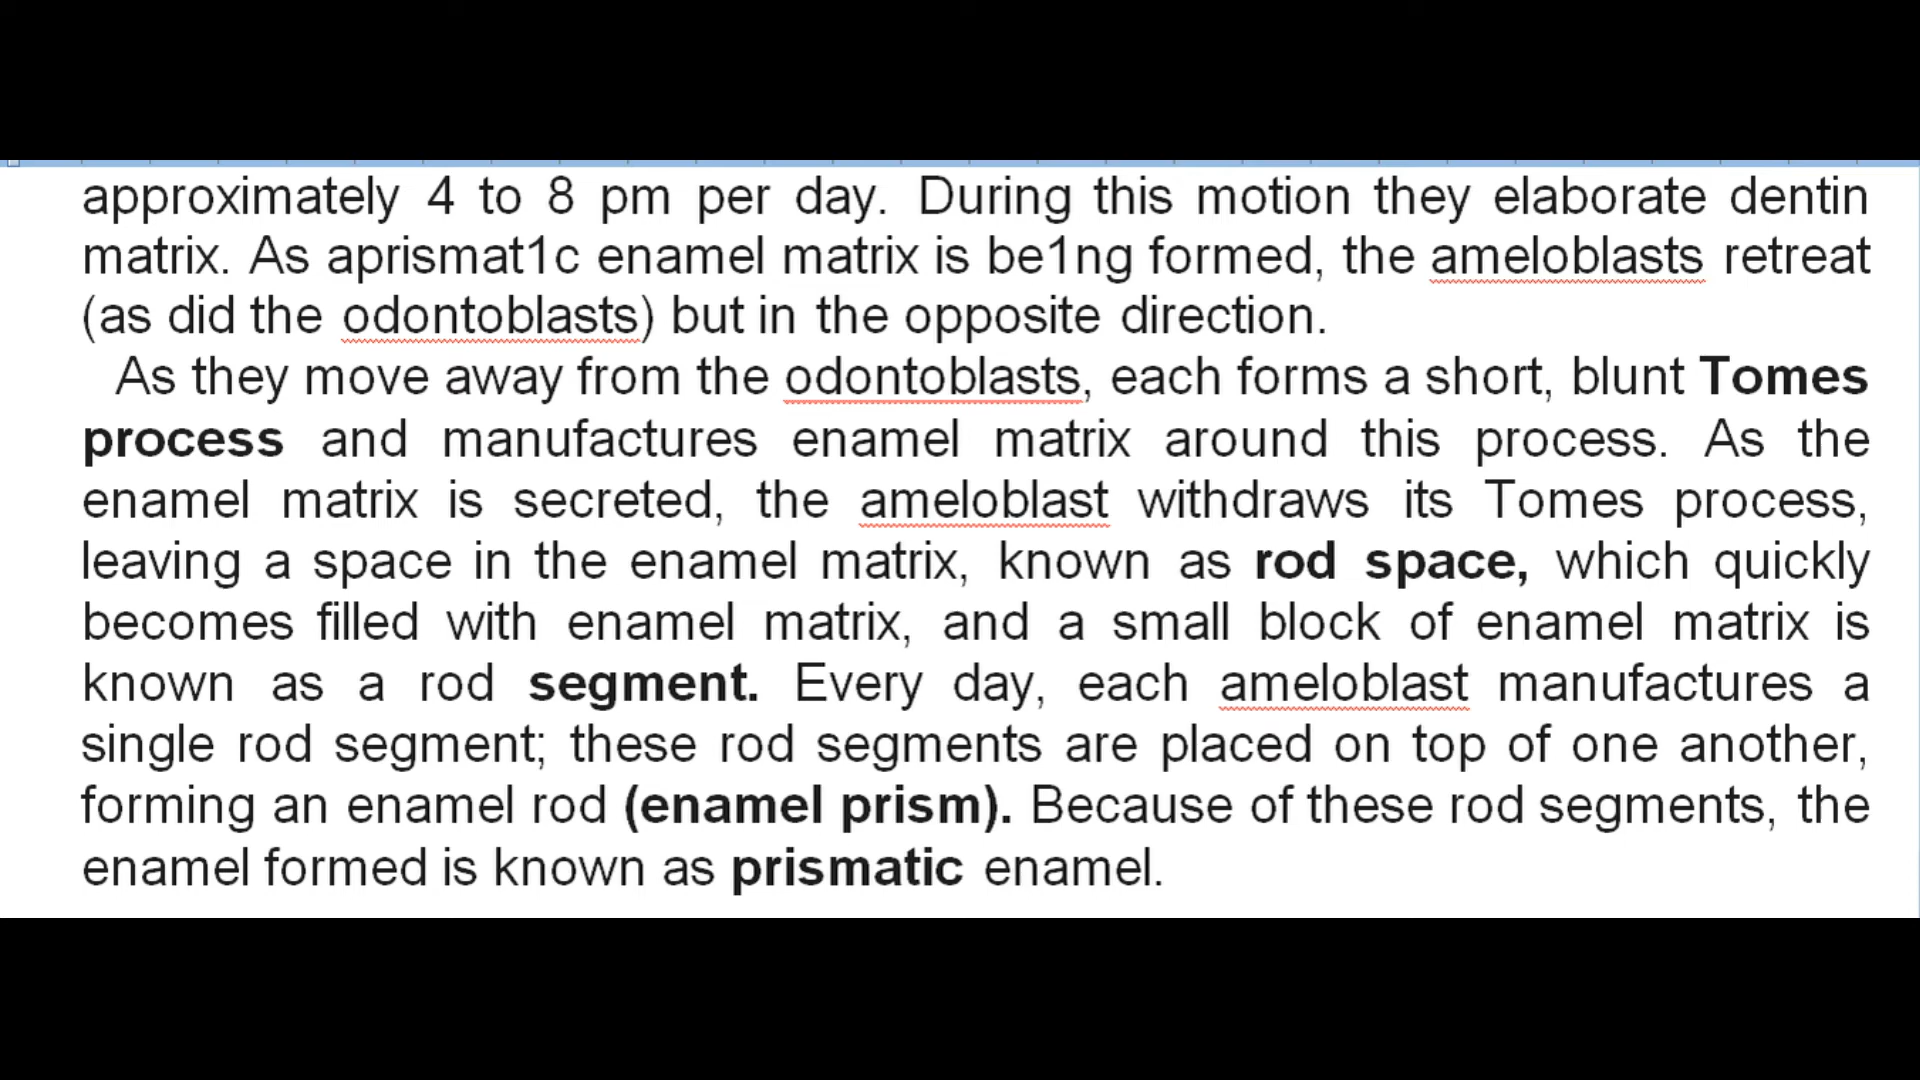 approximately 4 to 8 pm per day. During this motion they elaborate dentin
matrix. As aprismat1c enamel matrix is be1ng formed, the ameloblasts retreat
(as did the odontoblasts) but in the opposite direction.
As they move away from the odontoblasts, each forms a short, blunt Tomes
process and manufactures enamel matrix around this process. As the
enamel matrix is secreted, the ameloblast withdraws its Tomes process,
leaving a space in the enamel matrix, known as rod space, which quickly
becomes filled with enamel matrix, and a small block of enamel matrix is
known as a rod segment. Every day, each ameloblast manufactures a
single rod segment; these rod segments are placed on top of one another,
forming an enamel rod (enamel prism). Because of these rod segments, the
enamel formed is known as prismatic enamel.